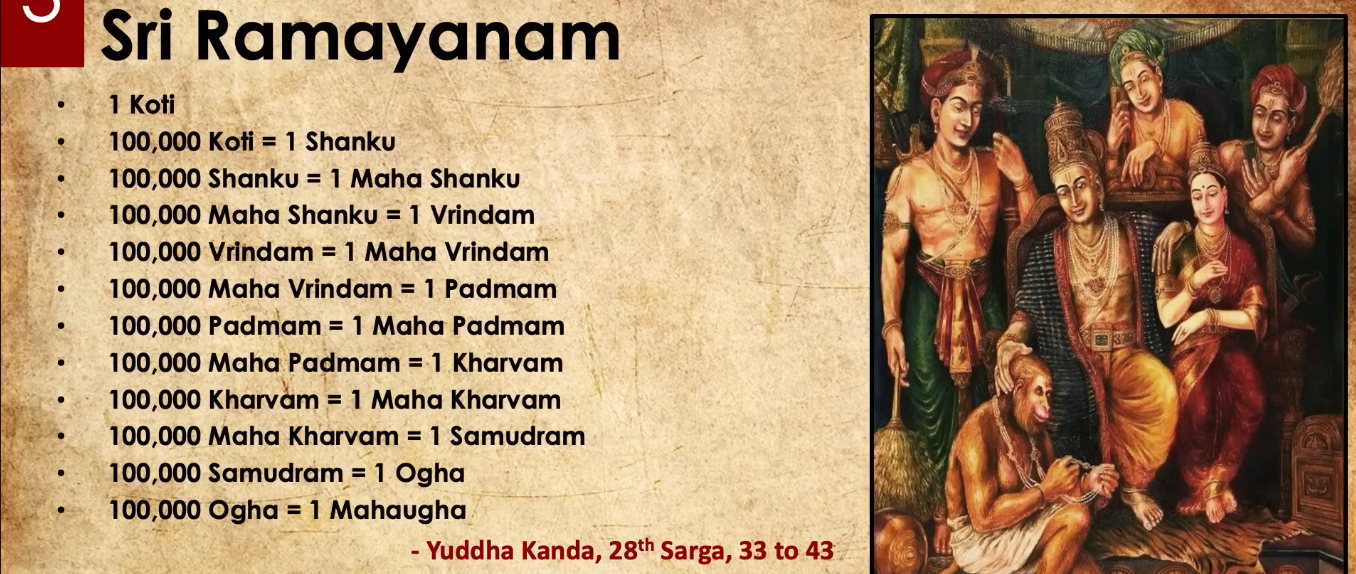 Sri Ramayanam
• 1 Koti
• 100,000 Koti = 1 Shanku
• 100,000 Shanku = 1 Maha Shanku
• 100,000 Maha Shanku = 1 Vrindam
• 100,000 Vrindam = 1 Maha Vrindam
• 100,000 Maha Vrindam = 1 Padmam
• 100,000 Padmam = 1 Maha Padmam
• 100,000 Maha Padmam = 1 Kharvam
• 100,000 Kharvam = 1 Maha Kharvam
• 100,000 Maha Kharvam = 1 Samudram
• 100,000 Samudram = 1 Ogha
• 100,000 Ogha = 1 Mahaugha
- Yuddha Kanda, 28th Sarga, 33 to 43